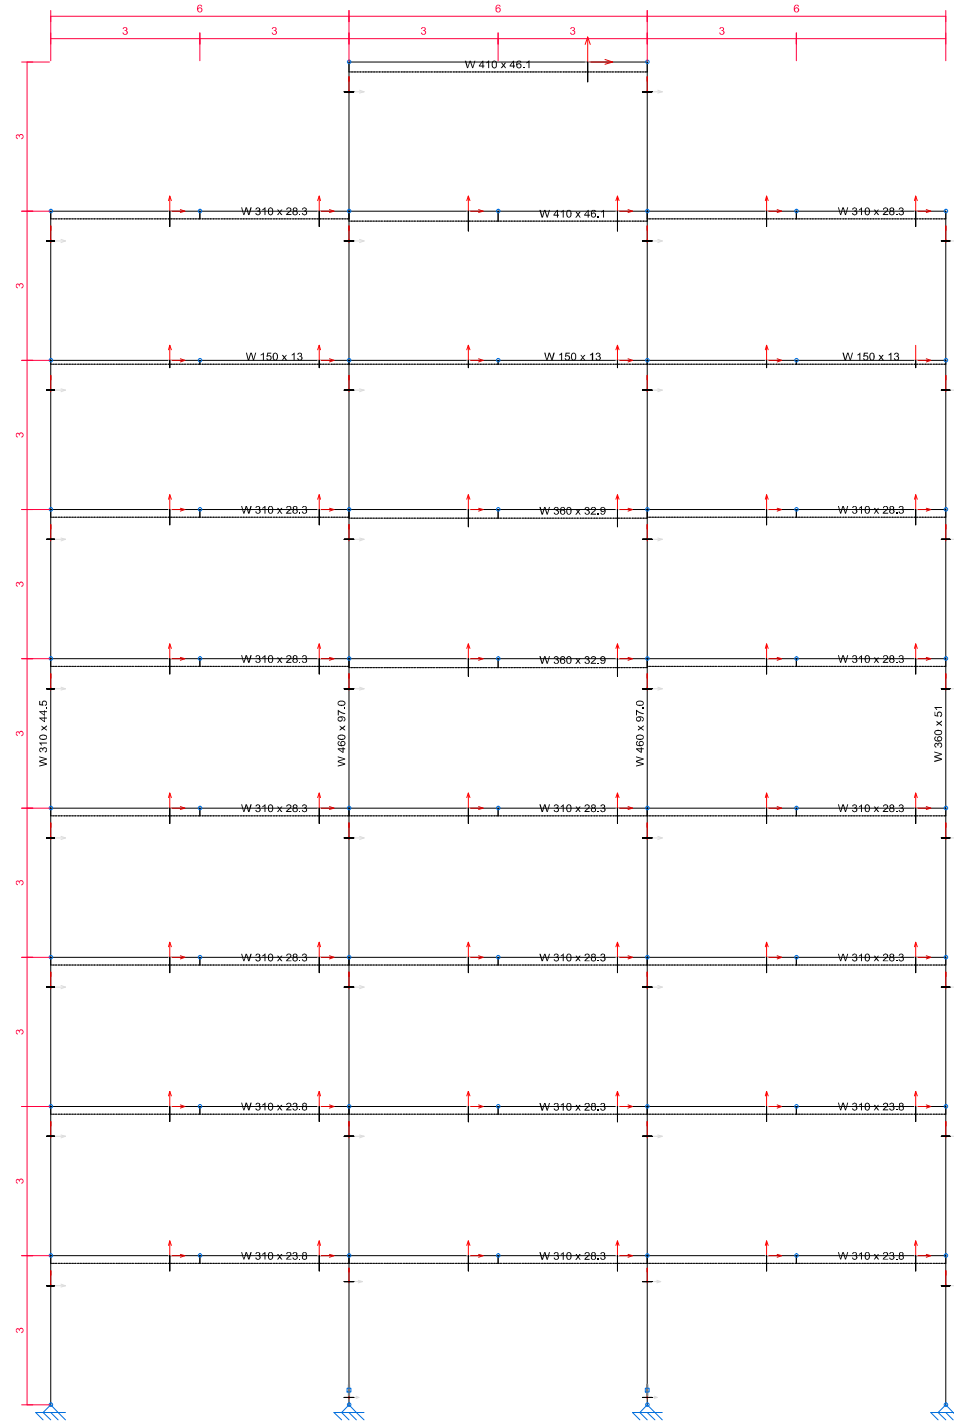 6 6 6
3 3 3 3 3 3
W 410 x 46.1
3
W 310 x 28.3 W 410 x 46.1 W 310 x 28.3
3
W 150 x 13 W 150 x 13 W 150 x 13
3
W 310 x 28.3 W 360 x 32.9 W 310 x 28.3
3
W 310 x 28.3 W 360 x 32.9 W 310 x 28.3
3
W 310 x 44.5 W 460 x 97.0 W 460 x 97.0 W 360 x 51
W 310 x 28.3 W 310 x 28.3 W 310 x 28.3
3
W 310 x 28.3 W 310 x 28.3 W 310 x 28.3
3
W 310 x 23.8 W 310 x 28.3 W 310 x 23.8
3
W 310 x 23.8 W 310 x 28.3 W 310 x 23.8
3